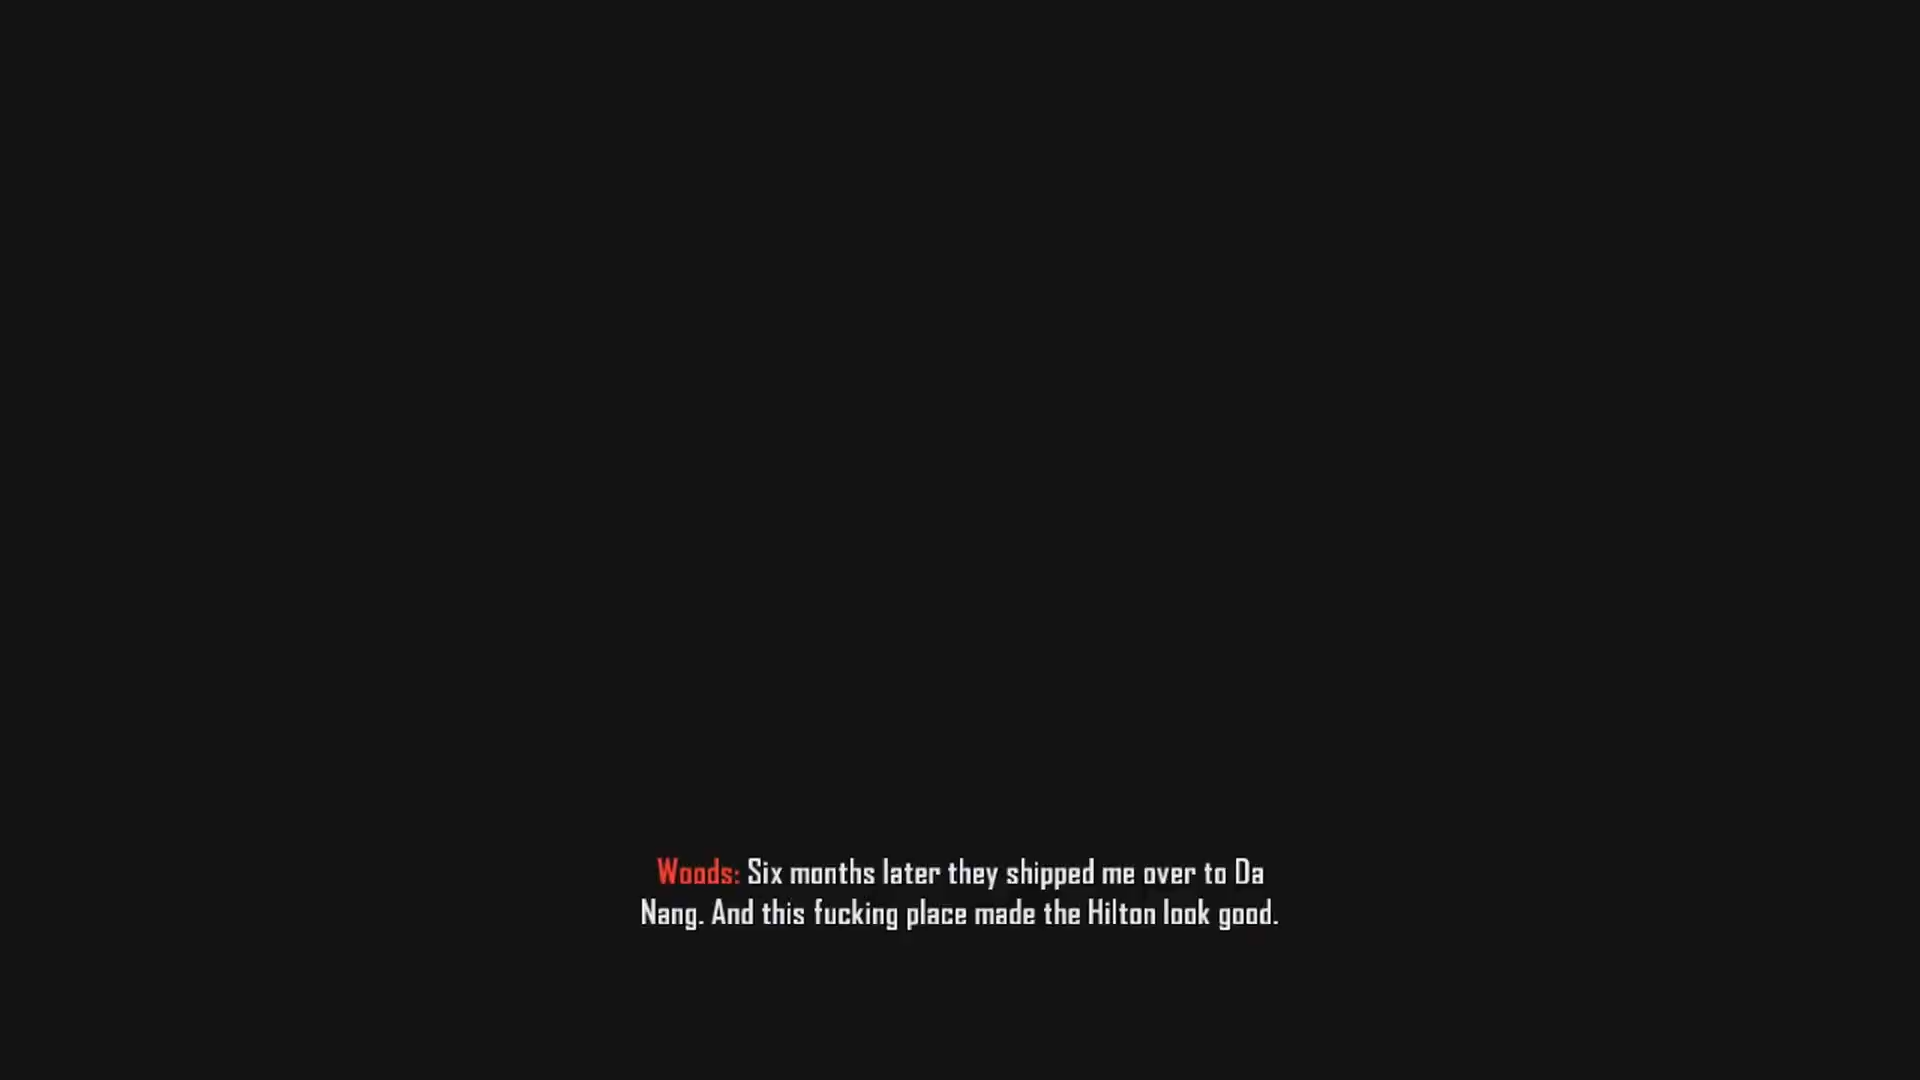 Woods: Six months later they shipped me over to Da
Nang. And this fucking place made the Hilton look good.